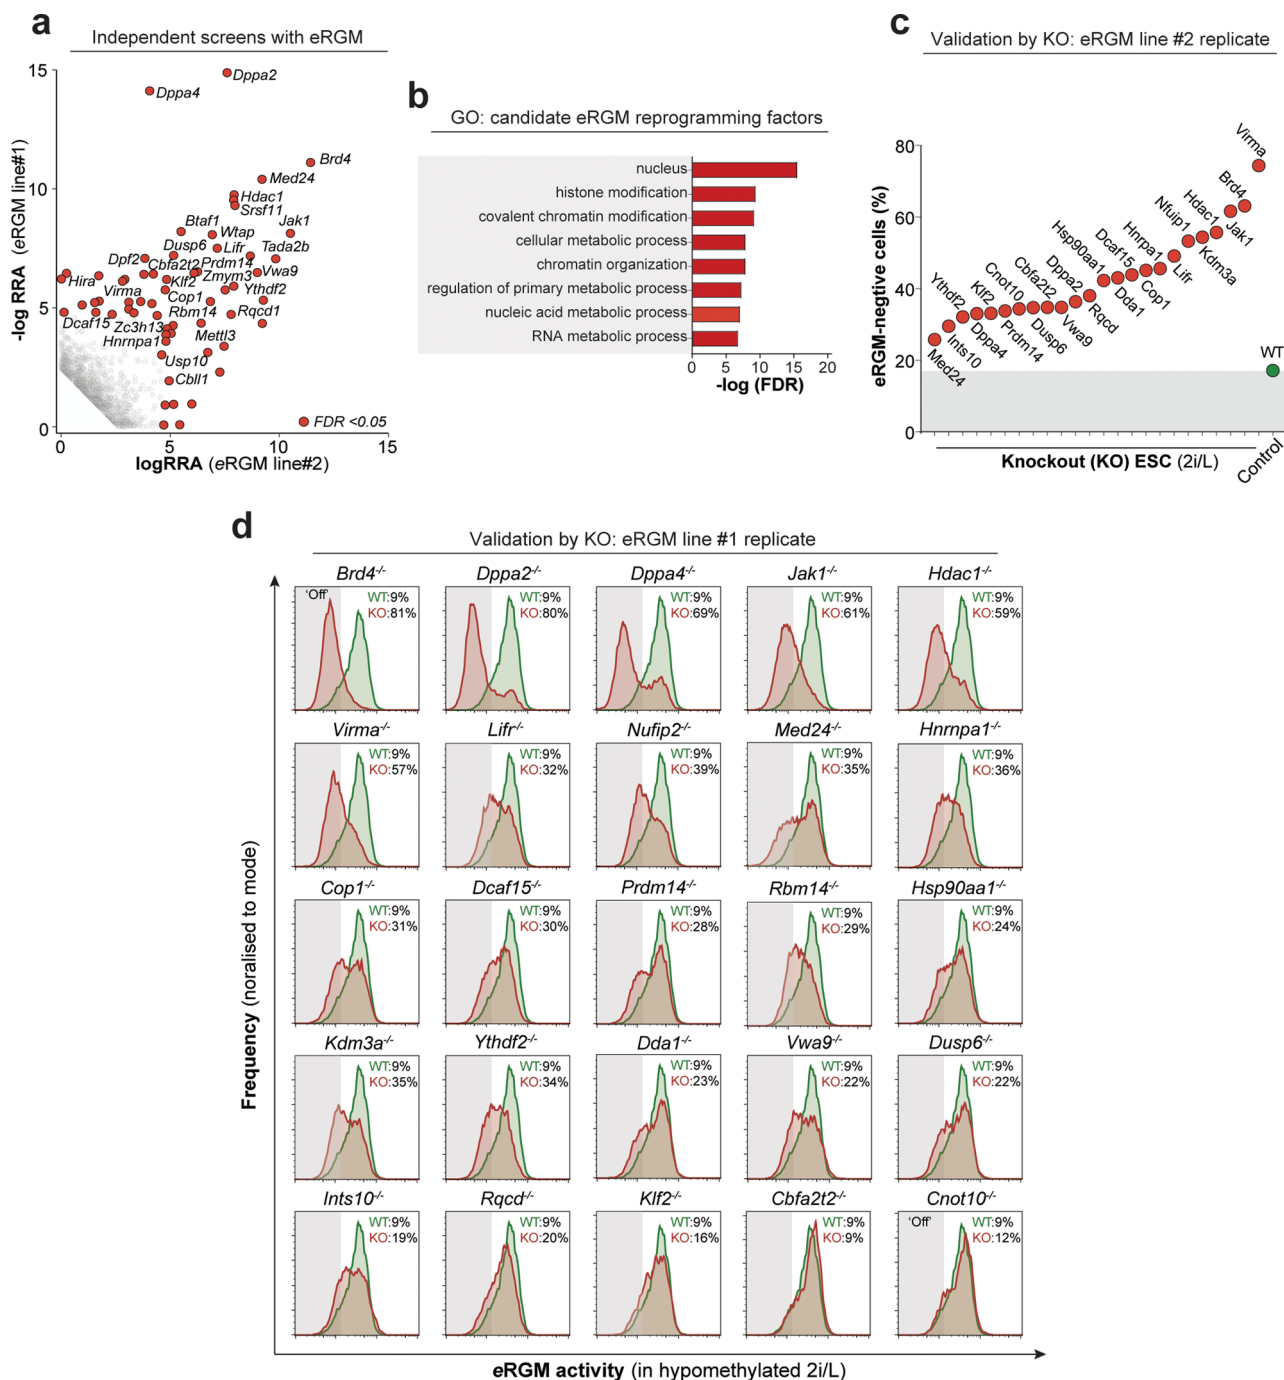 a
Independent screens with eRGM
15
10
5
0
-log RRA (eRGM line#1)
Dppa2
Dppa4
Brd4
Med24
Hdac1
Srsf11
Btaf1
Wtap
Jak1
Dusp6
Lifr
Tada2b
Dpf2
Cbfa2t2
Prdm14
Hira
Klf2
Zmym3
Vwa9
Virma
Cop1
Ythdf2
Rbm14
Rqcd1
Dcaf15
Zc3h13
Mettl3
Hnrnpa1
Usp10
Cbll1
FDR <0.05
0
5
10
15
logRRA (eRGM line#2)
b
GO: candidate eRGM reprogramming factors
nucleus
histone modification
covalent chromatin modification
cellular metabolic process
chromatin organization
regulation of primary metabolic process
nucleic acid metabolic process
RNA metabolic process
0 5 10 15 20
-log (FDR)
c
Validation by KO: eRGM line #2 replicate
80
60
40
20
0
eRGM-negtive cells (%)
Med24
Ints10
Ythdf2
Dppa4
Klf2
Prdm14
Cnot10
Dusp6
Cbfa2t2
Vwa9
Dppa2
Rqcd
Hsp90aa1
Dda1
Dcaf15
Cop1
Hnrpa1
Lifr
Nfuip1
Kdm3a
Hdac1
Jak1
Brd4
Virma
WT
Knockout (KO) ESC (2i/L)
Control
d
Validation by KO: eRGM line #1 replicate
Frequency (noralised to mode)
Brd4-/-
'Off'
WT:9%
KO:81%
Dppa2-/-
WT:9%
KO:80%
Dppa4-/-
WT:9%
KO:69%
Jak1-/-
WT:9%
KO:61%
Hdac1-/-
WT:9%
KO:59%
Virma-/-
WT:9%
KO:57%
Lifr-/-
WT:9%
KO:32%
Nufip2-/-
WT:9%
KO:39%
Med24-/-
WT:9%
KO:35%
Hnrnpa1-/-
WT:9%
KO:36%
Cop1-/-
WT:9%
KO:31%
Dcaf15-/-
WT:9%
KO:30%
Prdm14-/-
WT:9%
KO:28%
Rbm14-/-
WT:9%
KO:29%
Hsp90aa1-/-
WT:9%
KO:24%
Kdm3a-/-
WT:9%
KO:35%
Ythdf2-/-
WT:9%
KO:34%
Dda1-/-
WT:9%
KO:23%
Vwa9-/-
WT:9%
KO:22%
Dusp6-/-
WT:9%
KO:22%
Ints10-/-
WT:9%
KO:19%
Rqcd-/-
WT:9%
KO:20%
Klf2-/-
WT:9%
KO:16%
Cbfa2t2-/-
WT:9%
KO:9%
Cnot10-/-
'Off'
WT:9%
KO:12%
eRGM activity (in hypomethylated 2i/L)